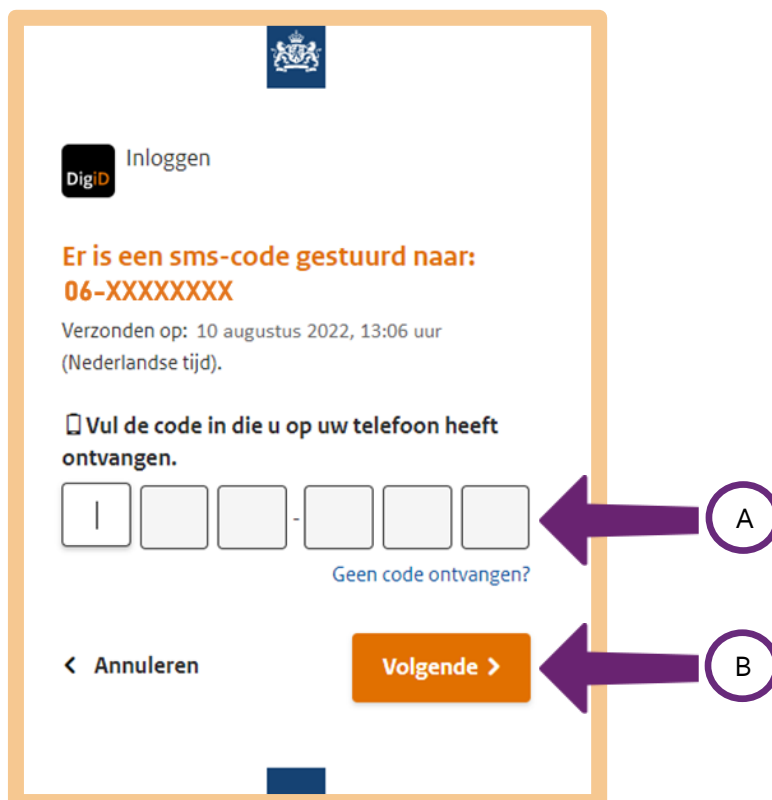 Inloggen
DigiD
Er is een sms-code gestuurd naar:
06-XXXXXXXX
Verzonden op: 10 augustus 2022, 13:06 uur
(Nederlandse tijd).
Vul de code in die u op uw telefoon heeft
ontvangen.
-
A
Geen code ontvangen?
Annuleren
Volgende
B